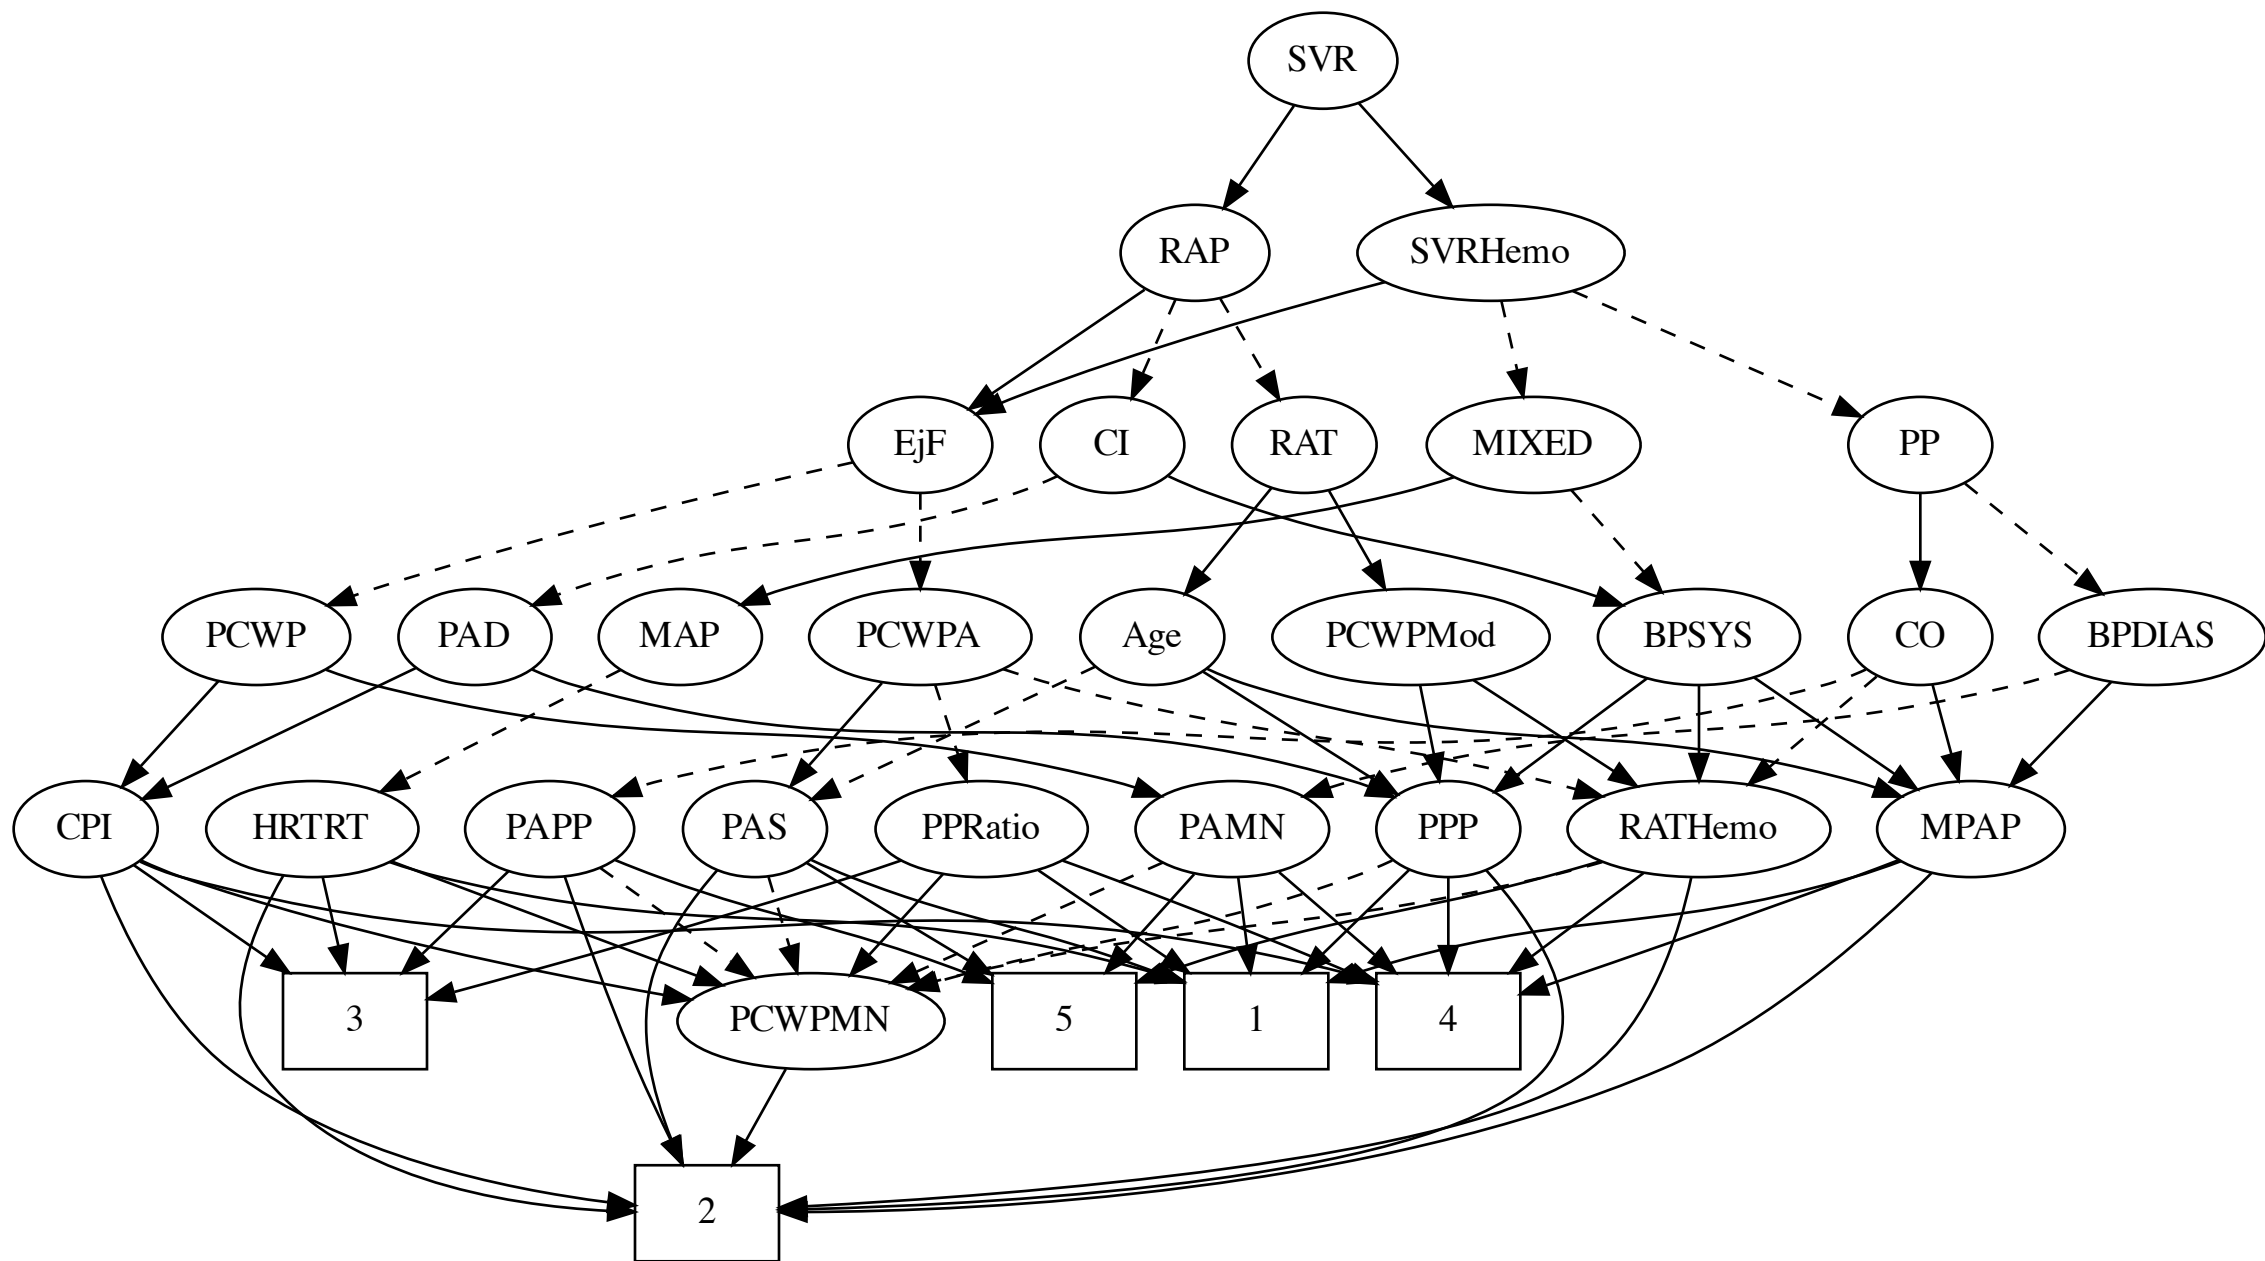 SVR
RAP
SVRHemo
EjF
CI
RAT
MIXED
PP
PCWP
PAD
MAP
PCWPA
Age
PCWPMod
BPSYS
CO
BPDIAS
CPI
HRTRT
PAPP
PAS
PPRatio
PAMN
PPP
RATHemo
MPAP
3
PCWPMN
5
1
4
2